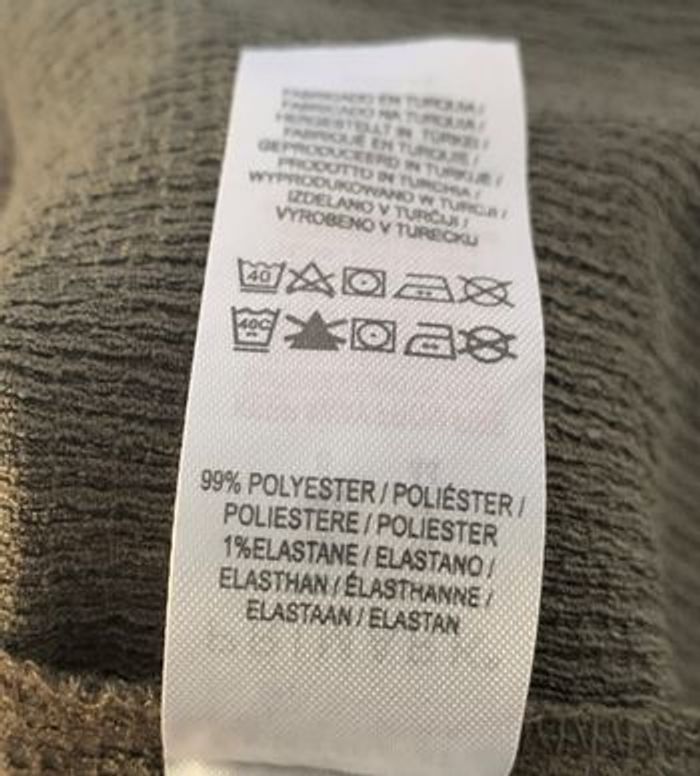 FABRICADO EN TURQUIA /
FABRICADO NA TURQUIA /
HERGESTELLT IN TÜRKEI /
FABRIQUÉ EN TURQUIE /
GEPRODUCEERD IN TURKIJE /
PRODOTTO IN TURCHIA /
WYPRODUKOWANO W TURCJI /
IZDELANO V TURČIJI /
VYROBENO V TURECKU
40
40C
99% POLYESTER / POLIÉSTER /
POLIESTERE / POLIESTER
1%ELASTANE / ELASTANO /
ELASTHAN / ÉLASTHANNE /
ELASTAAN / ELASTAN